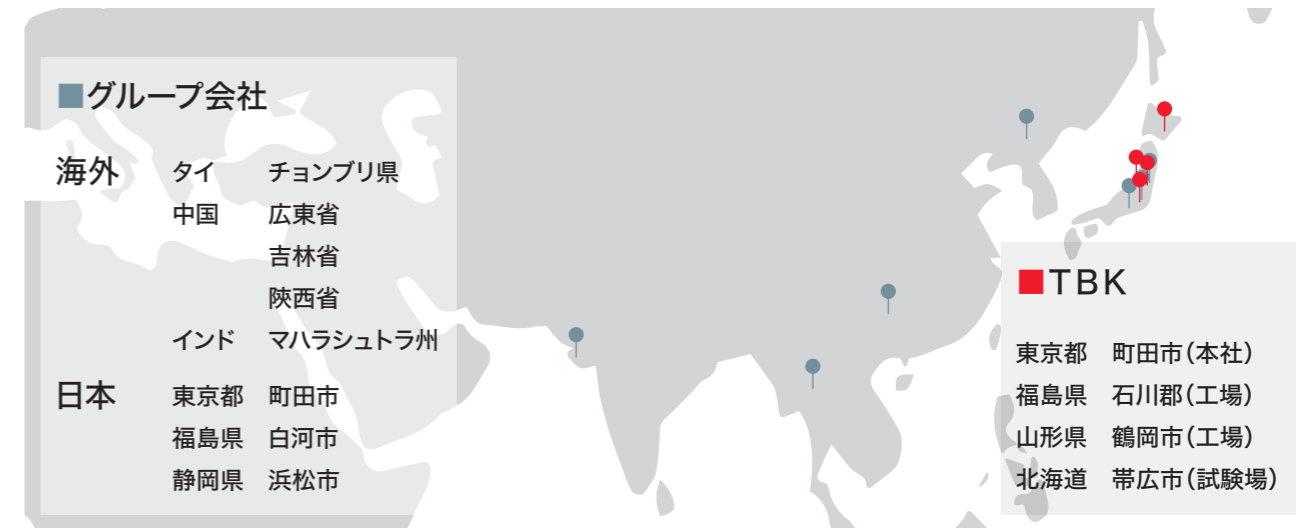 ■グループ会社
海外 タイ チョンブリ県
中国 広東省
吉林省
陝西省
インド マハラシュトラ州
日本 東京都 町田市
福島県 白河市
静岡県 浜松市
■TBK
東京都 町田市(本社)
福島県 石川郡(工場)
山形県 鶴岡市(工場)
北海道 帯広市(試験場)